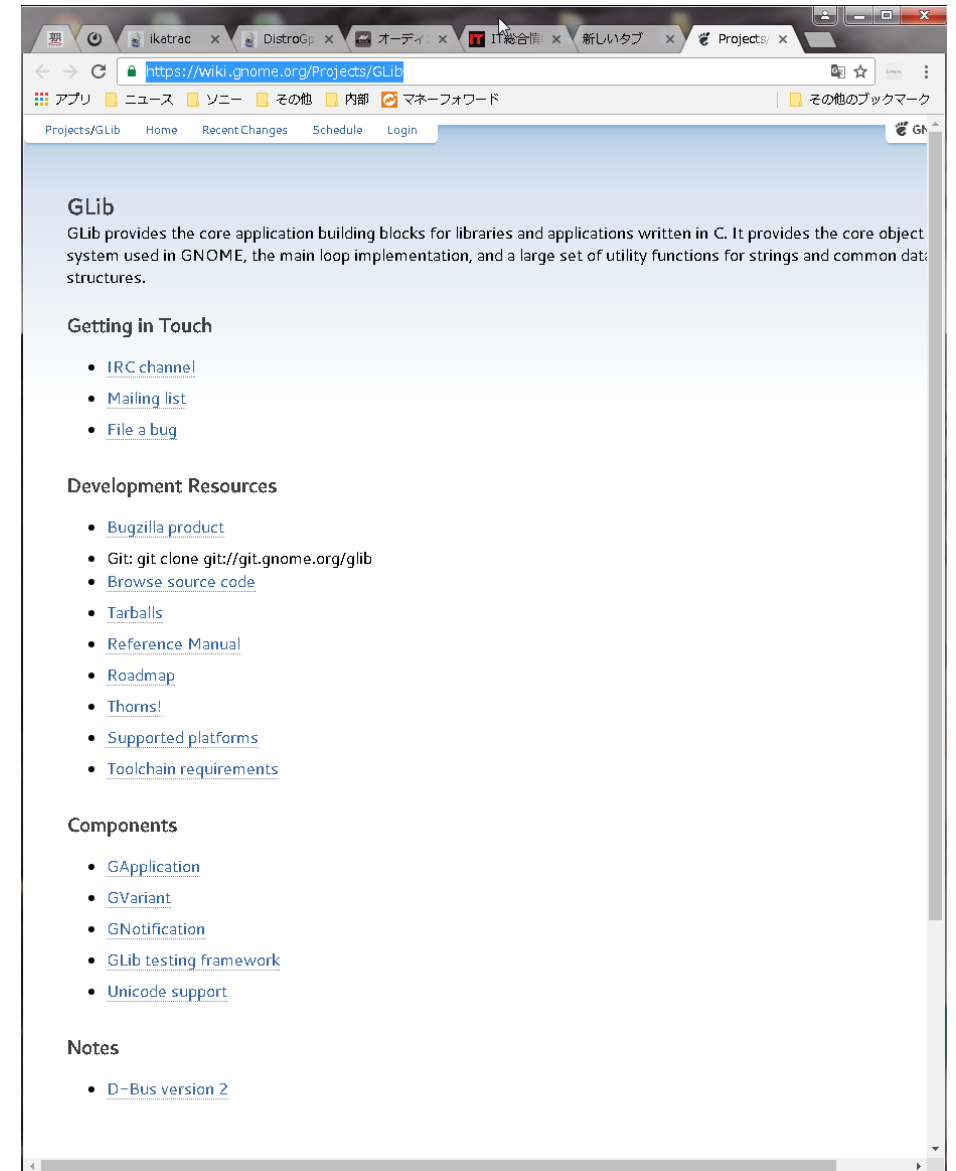 ikatrac DistroGp オーディ IT総合情 新しいタブ Projects/
https://wiki.gnome.org/Projects/GLib
アプリ ニュース ソニー その他 内部 マネーフォワード その他のブックマーク
Projects/GLib Home RecentChanges Schedule Login GN
GLib
GLib provides the core application building blocks for libraries and applications written in C. It provides the core object
system used in GNOME, the main loop implementation, and a large set of utility functions for strings and common data
structures.
Getting in Touch
IRC channel
Mailing list
File a bug
Development Resources
Bugzilla product
Git: git clone git://git.gnome.org/glib
Browse source code
Tarballs
Reference Manual
Roadmap
Thorns!
Supported platforms
Toolchain requirements
Components
GApplication
GVariant
GNotification
GLib testing framework
Unicode support
Notes
D-Bus version 2